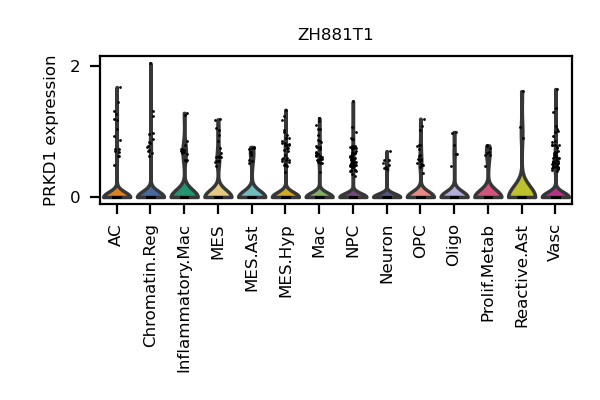 ZH881T1
PRKD1 expression
2
0
AC
Chromatin.Reg
Inflammatory.Mac
MES
MES.Ast
MES.Hyp
Mac
NPC
Neuron
OPC
Oligo
Prolif.Metab
Reactive.Ast
Vasc